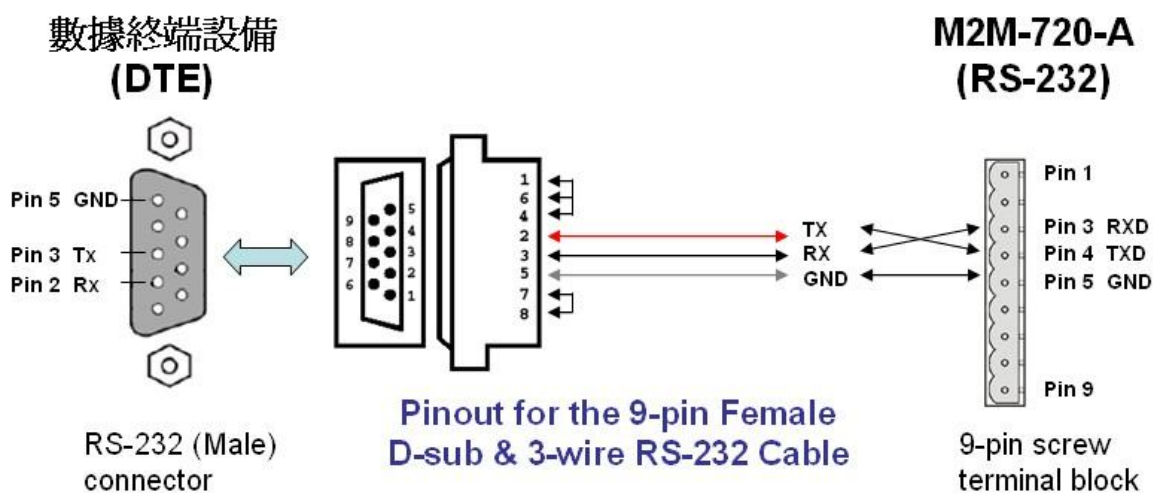 數據終端設備
(DTE)
M2M-720-A
(RS-232)
Pin 5 GND
Pin 3 Tx
Pin 2 Rx
9
8
7
6
5
4
3
2
1
1
6
4
2
3
5
7
8
TX
RX
GND
Pin 1
Pin 3 RXD
Pin 4 TXD
Pin 5 GND
Pin 9
RS-232 (Male)
connector
Pinout for the 9-pin Female
D-sub & 3-wire RS-232 Cable
9-pin screw
terminal block